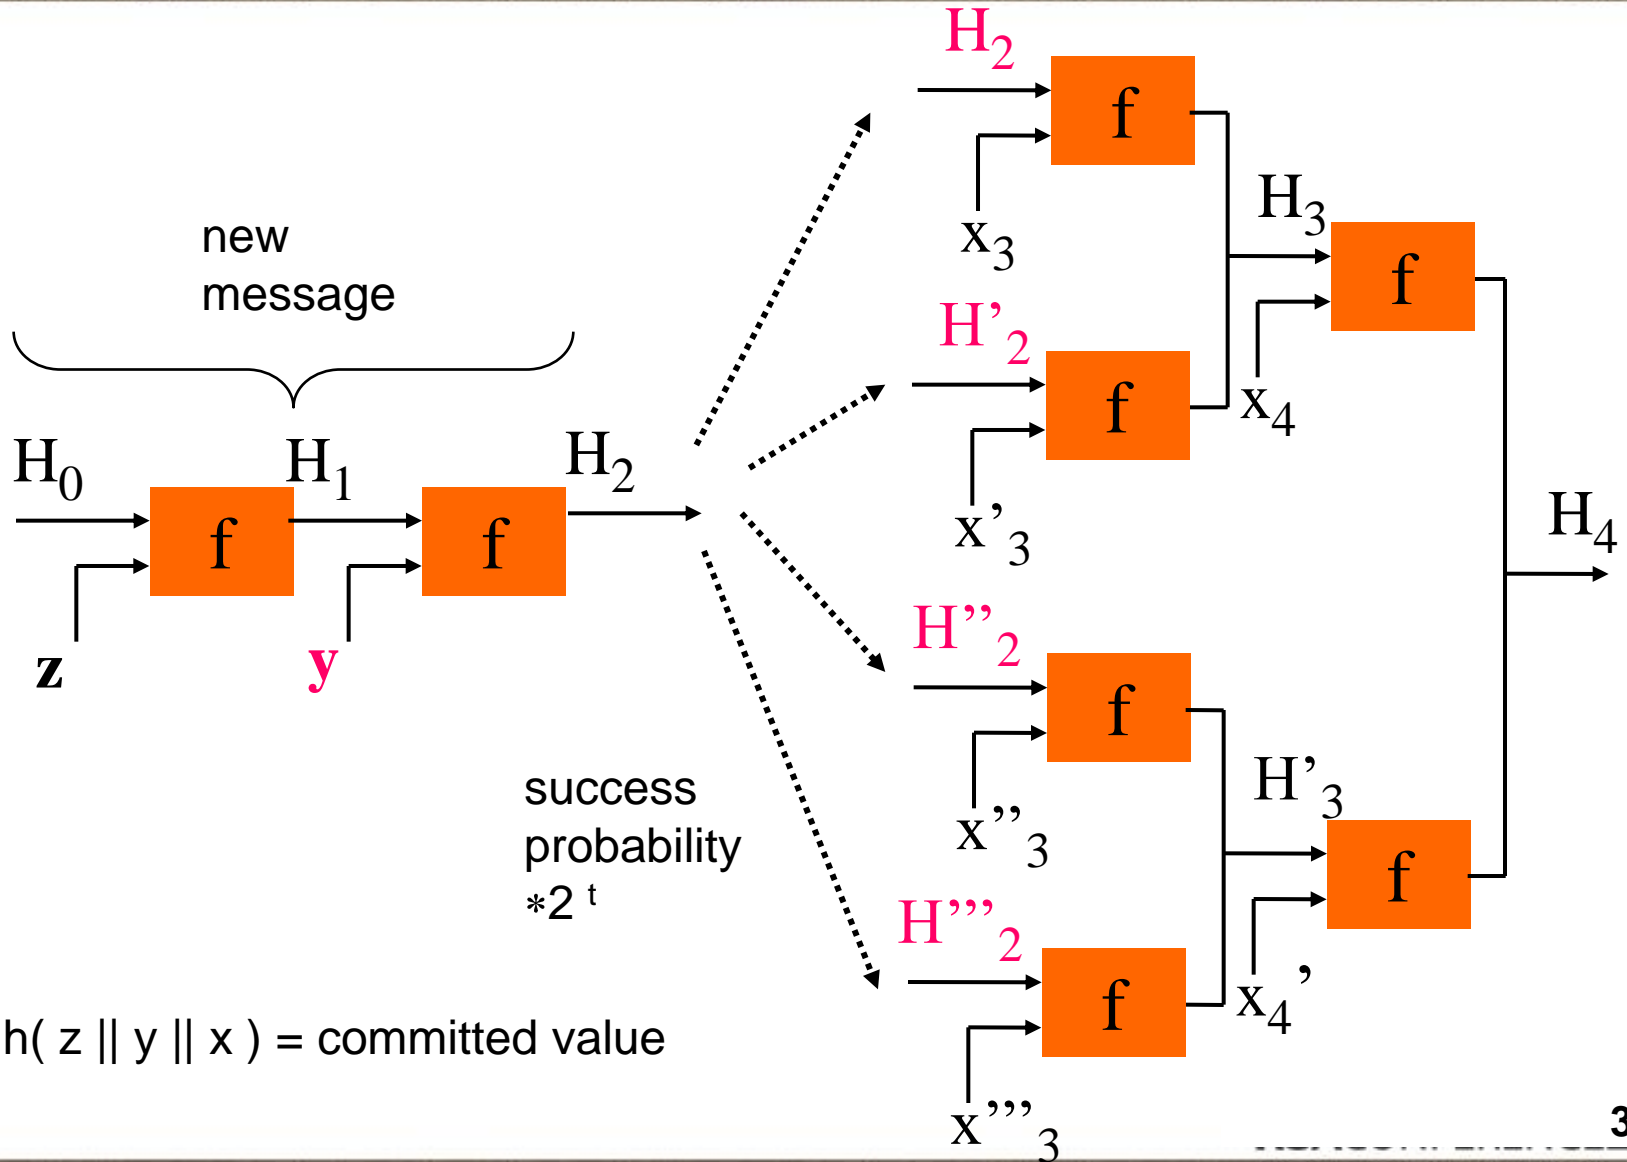 H2
f
x3
H3
f
x4
H'2
f
x'3
new
message
H0
f
z
H1
f
y
H2
H4
H''2
f
x''3
H'3
f
x4'
success
probability
*2 t
H'''2
f
x'''3
h( z || y || x ) = committed value
3